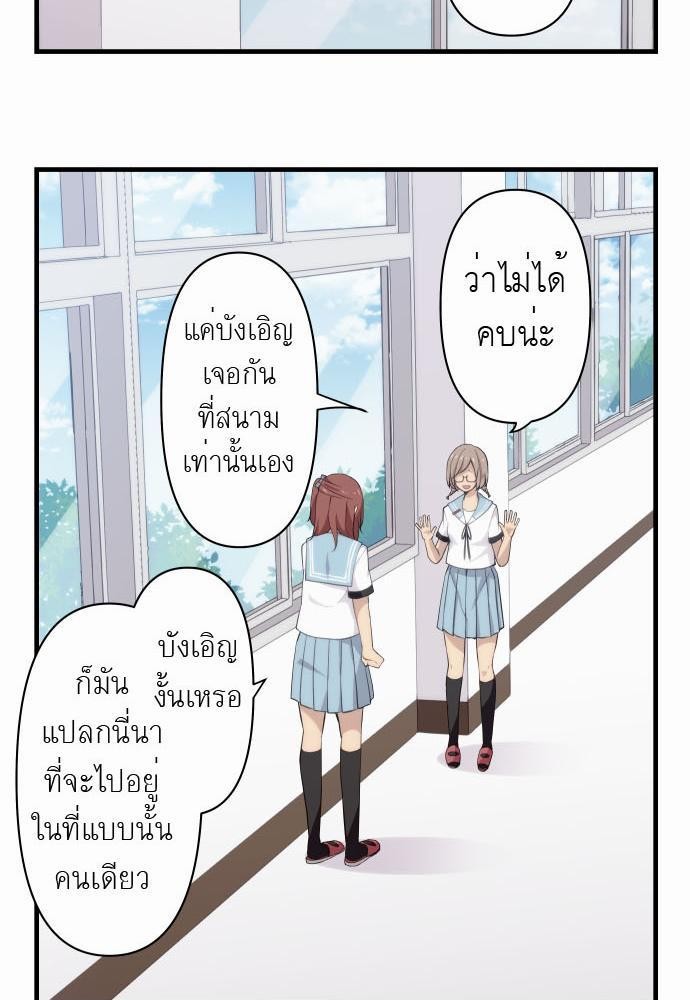 ว่าไม่ได้
คบน่ะ
แค่บังเอิญ
เจอกัน
ที่สนาม
เท่านั้นเอง
บังเอิญ
งั้นเหรอ
ก็มัน
แปลกนี่นา
ที่จะไปอยู่
ในที่แบบนั้น
คนเดียว